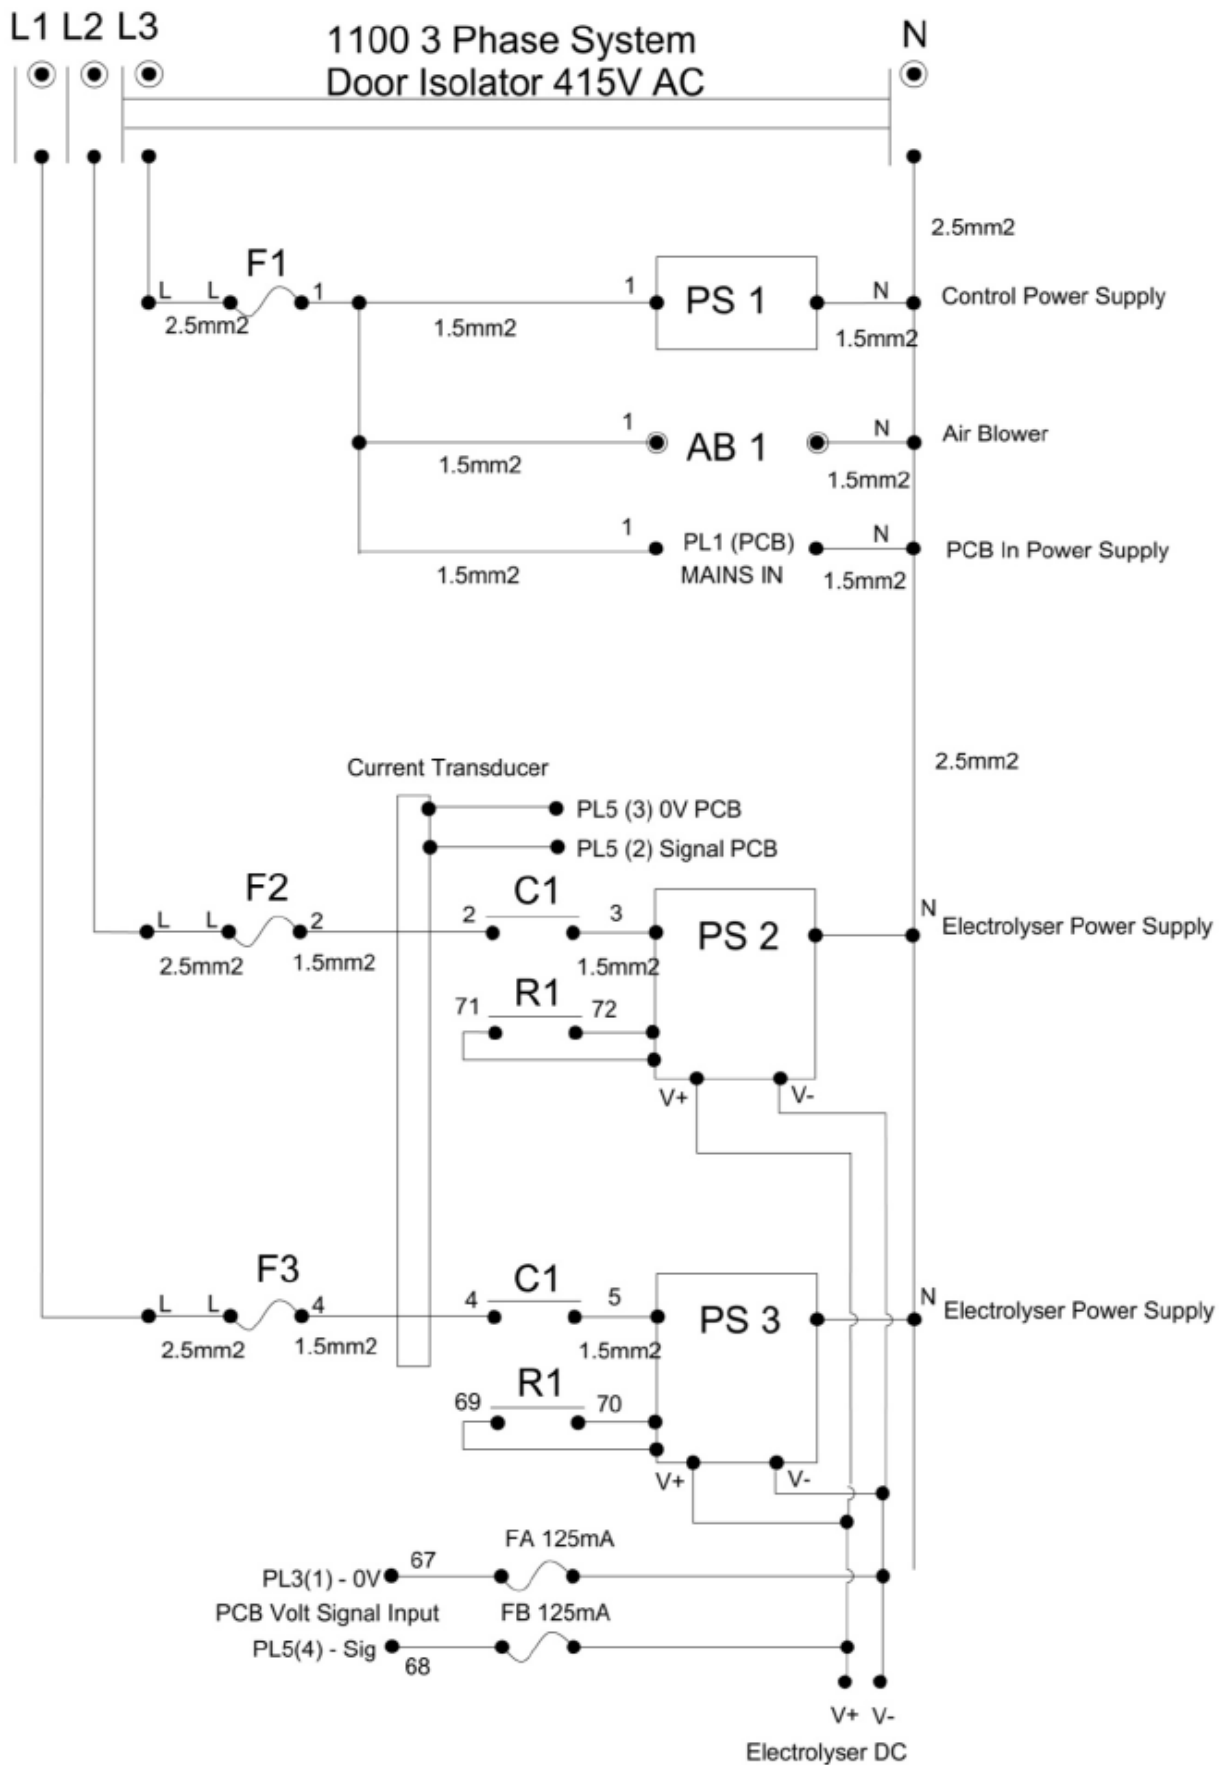 L1 L2 L3
1100 3 Phase System
N
Door Isolator 415V AC
2.5mm2
F1
L L 1
1 PS 1 N
Control Power Supply
2.5mm2
1.5mm2
1.5mm2
1 AB 1 N
Air Blower
1.5mm2
1.5mm2
1 PL1 (PCB) N
PCB In Power Supply
MAINS IN
1.5mm2
1.5mm2
2.5mm2
Current Transducer
PL5 (3) 0V PCB
PL5 (2) Signal PCB
F2
C1
L L 2
2 3
PS 2
N
Electrolyser Power Supply
2.5mm2
1.5mm2
1.5mm2
R1
71 72
V+ V-
F3
C1
L L 4
4 5
PS 3
N
Electrolyser Power Supply
2.5mm2
1.5mm2
1.5mm2
R1
69 70
V+ V-
FA 125mA
67
PL3(1) - 0V
PCB Volt Signal Input
FB 125mA
PL5(4) - Sig
68
V+ V-
Electrolyser DC